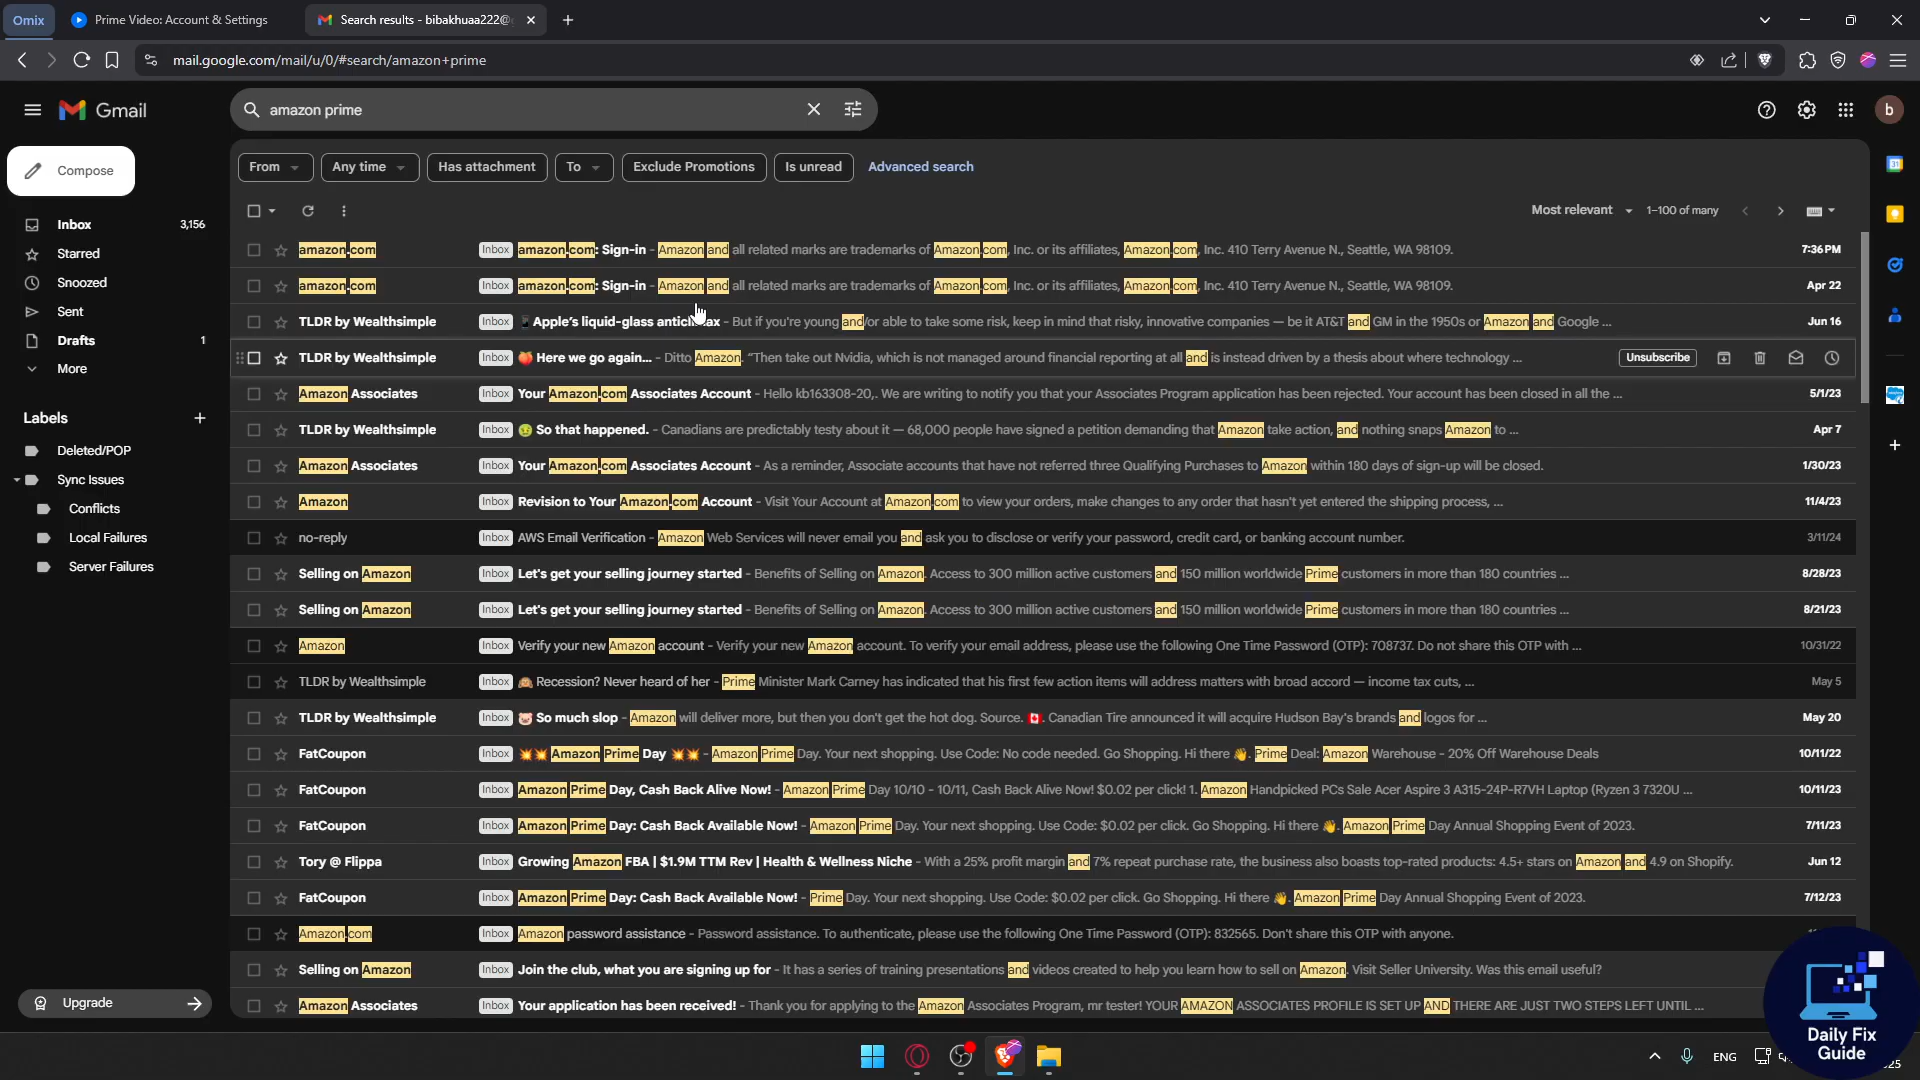 Omix
Prime Video: Account & Settings
Search results - bibakhuaa222@
mail.google.com/mail/u/0/#search/amazon+prime
Gmail
amazon prime
b
Compose
From
Any time
Has attachment
To
Exclude Promotions
Is unread
Advanced search
Most relevant
1–100 of many
Inbox 3,156
Starred
Snoozed
Sent
Drafts 1
More
Labels
Deleted/POP
Sync Issues
Conflicts
Local Failures
Server Failures
Upgrade
amazon.com Inbox amazon.com: Sign-in - Amazon and all related marks are trademarks of Amazon.com, Inc. or its affiliates, Amazon.com, Inc. 410 Terry Avenue N., Seattle, WA 98109. 7:36 PM
amazon.com Inbox amazon.com: Sign-in - Amazon and all related marks are trademarks of Amazon.com, Inc. or its affiliates, Amazon.com, Inc. 410 Terry Avenue N., Seattle, WA 98109. Apr 22
TLDR by Wealthsimple Inbox 📱 Apple's liquid-glass - But if you're young and/or able to take some risk, keep in mind that risky, innovative companies — be it AT&T and GM in the 1950s or Amazon and Google ... Jun 16
TLDR by Wealthsimple Inbox 🍑 Here we go again... - Ditto Amazon. “Then take out Nvidia, which is not managed around financial reporting at all and is instead driven by a thesis about where technology ... Unsubscribe
Amazon Associates Inbox Your Amazon.com Associates Account - Hello kb163308-20,. We are writing to notify you that your Associates Program application has been rejected. Your account has been closed in all the ... 5/1/23
TLDR by Wealthsimple Inbox 🤢 So that happened. - Canadians are predictably testy about it — 68,000 people have signed a petition demanding that Amazon take action, and nothing snaps Amazon to ... Apr 7
Amazon Associates Inbox Your Amazon.com Associates Account - As a reminder, Associate accounts that have not referred three Qualifying Purchases to Amazon within 180 days of sign-up will be closed. 1/30/23
Amazon Inbox Revision to Your Amazon.com Account - Visit Your Account at Amazon.com to view your orders, make changes to any order that hasn't yet entered the shipping process, ... 11/4/23
no-reply Inbox AWS Email Verification - Amazon Web Services will never email you and ask you to disclose or verify your password, credit card, or banking account number. 3/11/24
Selling on Amazon Inbox Let's get your selling journey started - Benefits of Selling on Amazon. Access to 300 million active customers and 150 million worldwide Prime customers in more than 180 countries ... 8/28/23
Selling on Amazon Inbox Let's get your selling journey started - Benefits of Selling on Amazon. Access to 300 million active customers and 150 million worldwide Prime customers in more than 180 countries ... 8/21/23
Amazon Inbox Verify your new Amazon account - Verify your new Amazon account. To verify your email address, please use the following One Time Password (OTP): 708737. Do not share this OTP with ... 10/31/22
TLDR by Wealthsimple Inbox 🙈 Recession? Never heard of her - Prime Minister Mark Carney has indicated that his first few action items will address matters with broad accord — income tax cuts, ... May 5
TLDR by Wealthsimple Inbox 🐷 So much slop - Amazon will deliver more, but then you don't get the hot dog. Source. 🇨🇦. Canadian Tire announced it will acquire Hudson Bay's brands and logos for ... May 20
FatCoupon Inbox 💥💥 Amazon Prime Day 💥💥 - Amazon Prime Day. Your next shopping. Use Code: No code needed. Go Shopping. Hi there 👋. Prime Deal: Amazon Warehouse - 20% Off Warehouse Deals 10/11/22
FatCoupon Inbox Amazon Prime Day, Cash Back Alive Now! - Amazon Prime Day 10/10 - 10/11, Cash Back Alive Now! $0.02 per click! 1. Amazon Handpicked PCs Sale Acer Aspire 3 A315-24P-R7VH Laptop (Ryzen 3 7320U ... 10/11/23
FatCoupon Inbox Amazon Prime Day: Cash Back Available Now! - Amazon Prime Day. Your next shopping. Use Code: $0.02 per click. Go Shopping. Hi there 👋. Amazon Prime Day Annual Shopping Event of 2023. 7/11/23
Tory @ Flippa Inbox Growing Amazon FBA | $1.9M TTM Rev | Health & Wellness Niche - With a 25% profit margin and 7% repeat purchase rate, the business also boasts top-rated products: 4.5+ stars on Amazon and 4.9 on Shopify. Jun 12
FatCoupon Inbox Amazon Prime Day: Cash Back Available Now! - Prime Day. Your next shopping. Use Code: $0.02 per click. Go Shopping. Hi there 👋. Amazon Prime Day Annual Shopping Event of 2023. 7/12/23
Amazon.com Inbox Amazon password assistance - Password assistance. To authenticate, please use the following One Time Password (OTP): 832565. Don't share this OTP with anyone.
Selling on Amazon Inbox Join the club, what you are signing up for - It has a series of training presentations and videos created to help you learn how to sell on Amazon. Visit Seller University. Was this email useful?
Amazon Associates Inbox Your application has been received! - Thank you for applying to the Amazon Associates Program, mr tester! YOUR AMAZON ASSOCIATES PROFILE IS SET UP AND THERE ARE JUST TWO STEPS LEFT UNTIL ...
31
ENG
Daily Fix
Guide